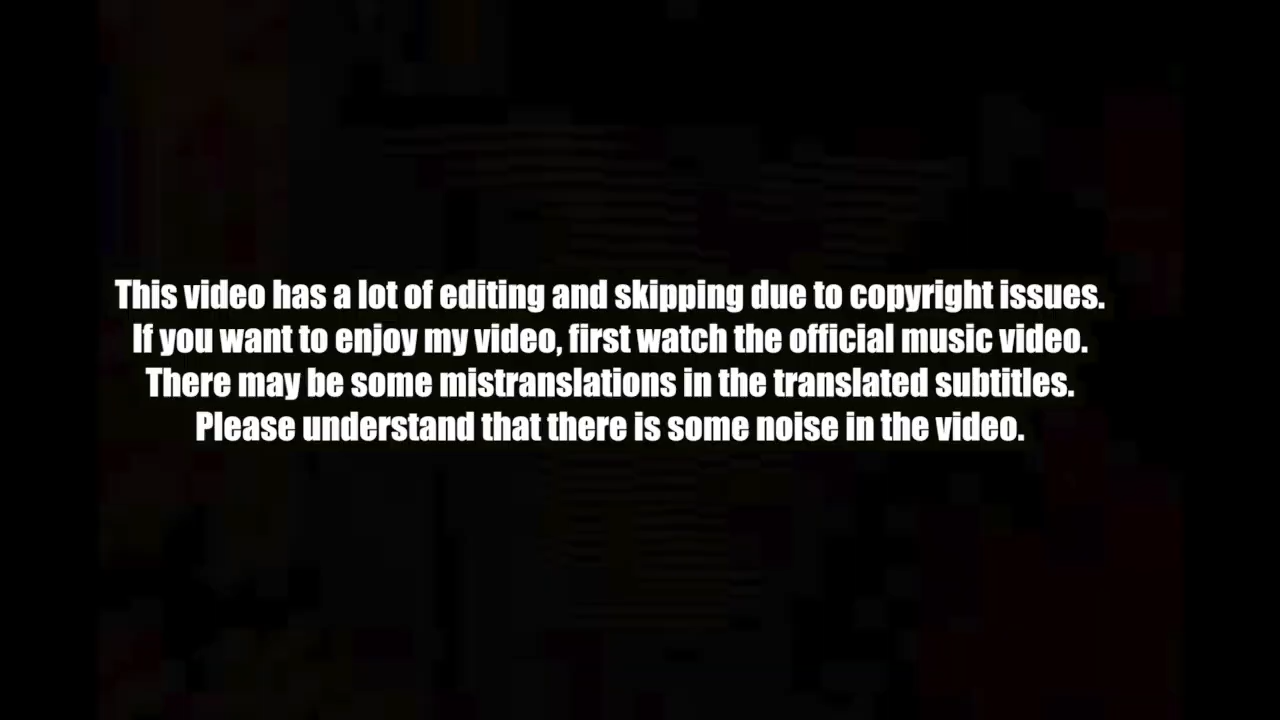 This video has a lot of editing and skipping due to copyright issues.
If you want to enjoy my video, first watch the official music video.
There may be some mistranslations in the translated subtitles.
Please understand that there is some noise in the video.